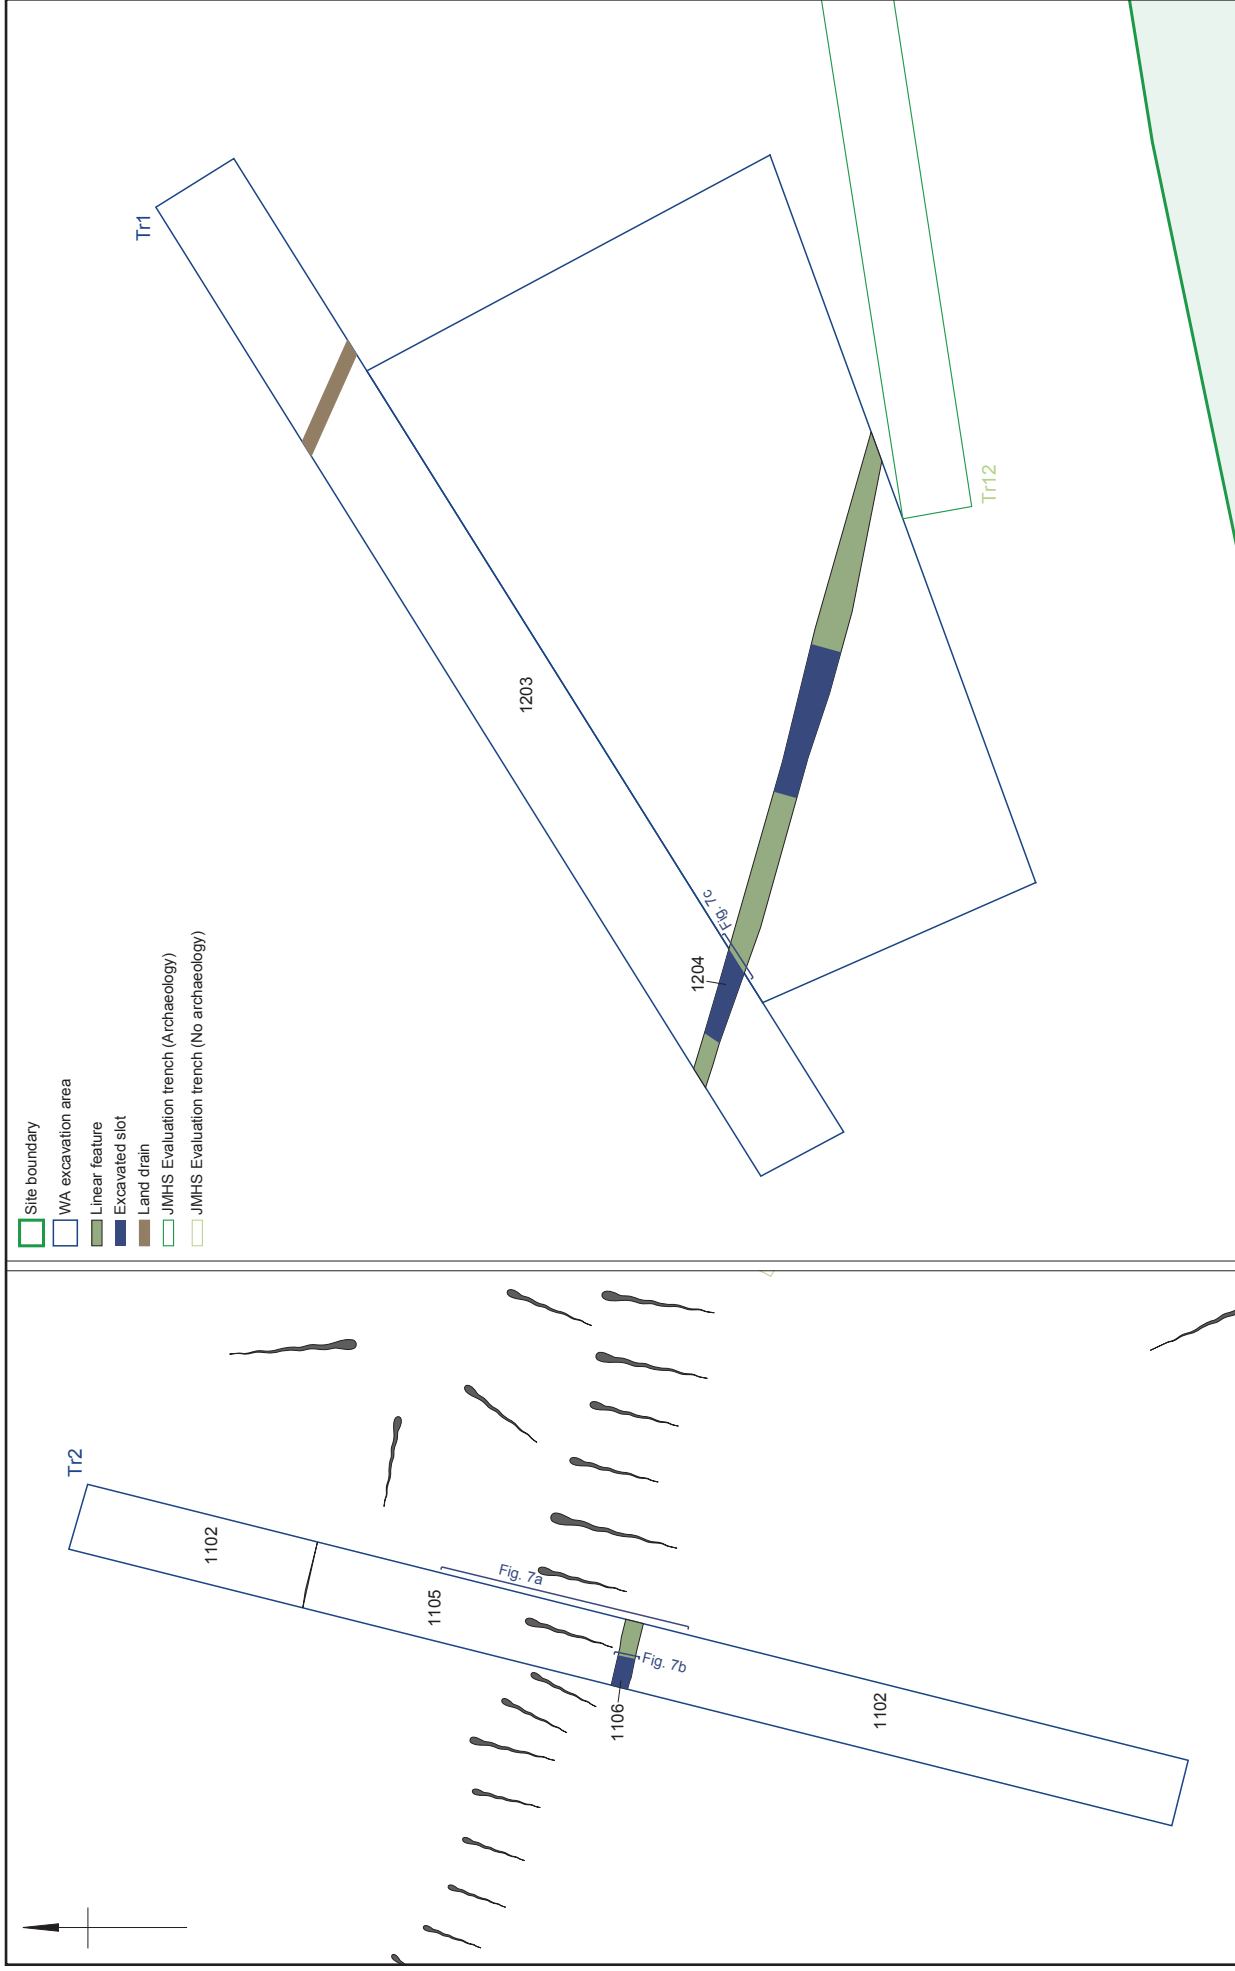 Tr2
1102
1105
Fig. 7a
Fig. 7b
1106
1102
Site boundary
WA excavation area
Linear feature
Excavated slot
Land drain
JMHS Evaluation trench (Archaeology)
JMHS Evaluation trench (No archaeology)
Tr1
1203
Fig. 7c
1204
Tr12